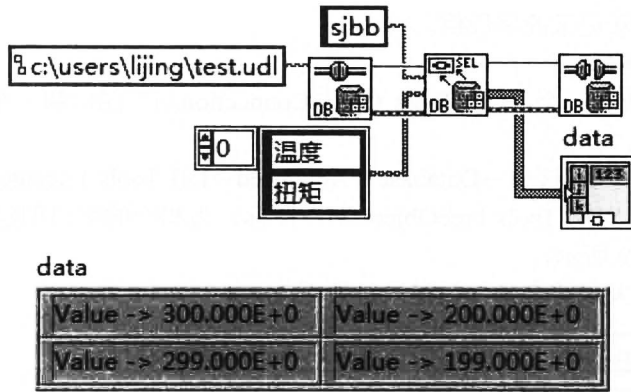 sjbb
c:\users\lijing\test.udl
SEL
DB
DB
DB
0
温度
扭矩
data
123
i
j
k
data
Value -> 300.000E+0 Value -> 200.000E+0
Value -> 299.000E+0 Value -> 199.000E+0